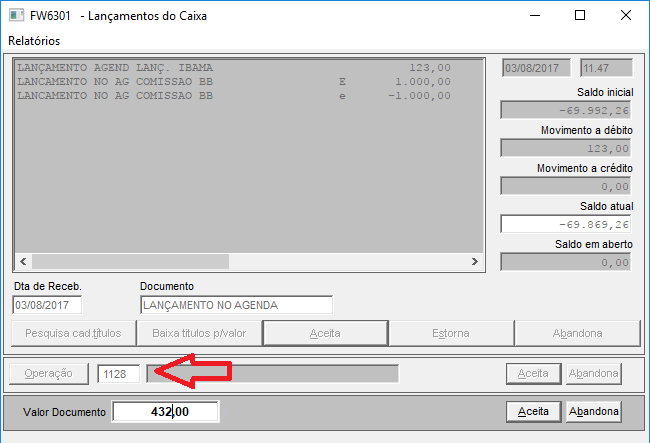 FW6301 - Lançamentos do Caixa
Relatórios
LANÇAMENTO AGEND LANÇ. IBAMA 123,00
LANCAMENTO NO AG COMISSAO BB E 1.000,00
LANCAMENTO NO AG COMISSAO BB e -1.000,00
03/08/2017 11.47
Saldo inicial
-69.992,26
Movimento a débito
123,00
Movimento a crédito
0,00
Saldo atual
-69.869,26
Saldo em aberto
0,00
Dta de Receb. Documento
03/08/2017 LANÇAMENTO NO AGENDA
Pesquisa cad.títulos Baixa titulos p/valor Aceita Estorna Abandona
Operação 1128 Aceita Abandona
Valor Documento 432,00 Aceita Abandona